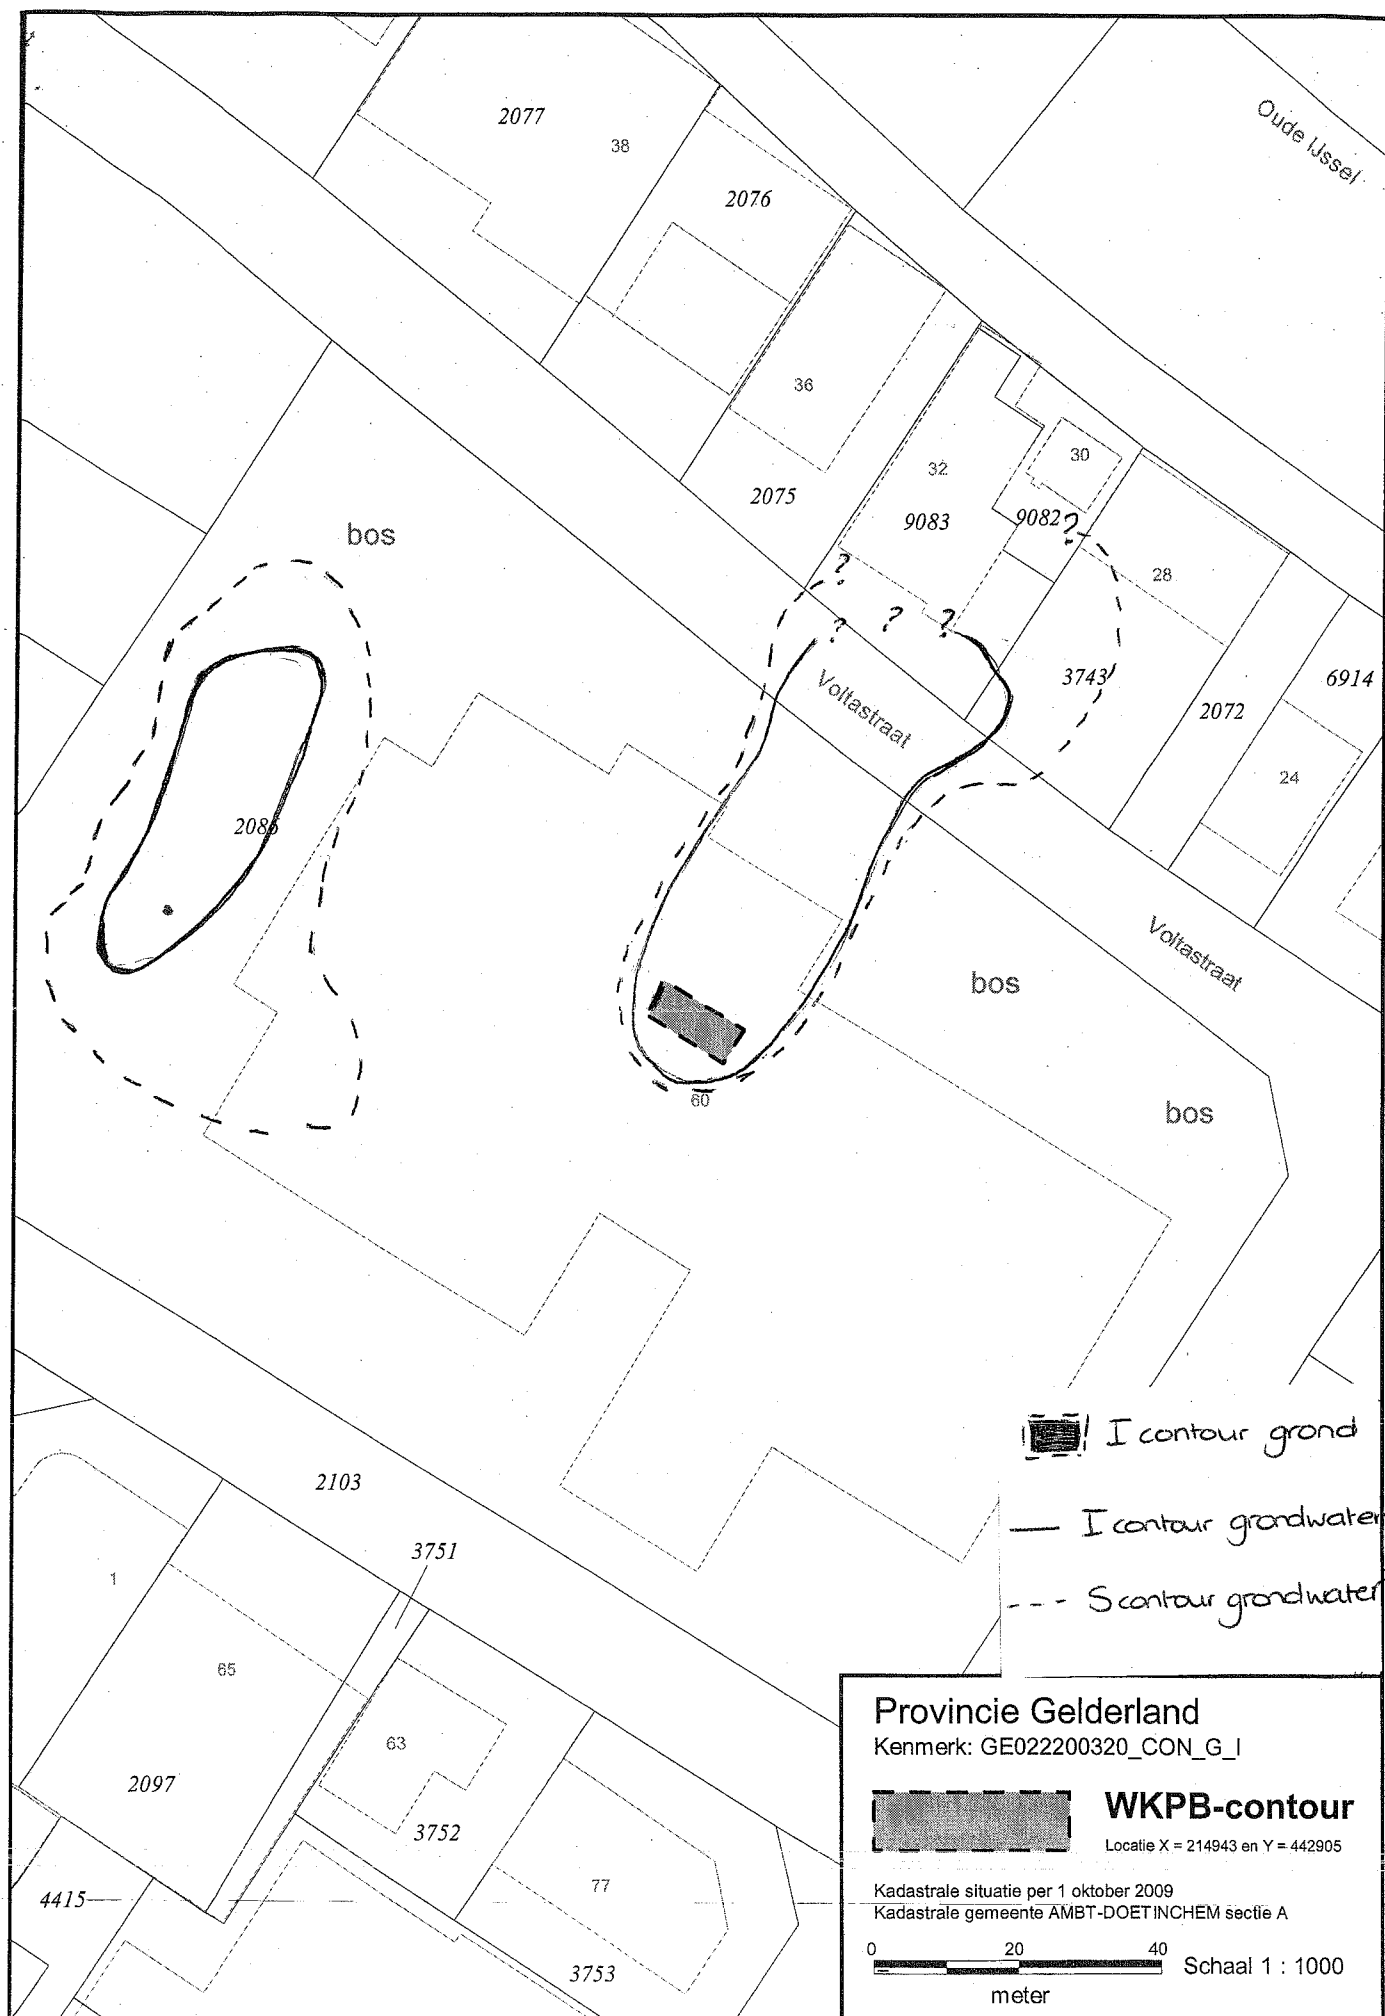 2077
38
Oude IJssel
2076
36
2075
32
30
9083
9082
?
28
bos
?
?
?
?
3743
6914
Voltastraat
2072
24
2086
Voltastraat
bos
60
bos
I contour grond
2103
I contour grondwater
3751
S contour grondwater
1
65
63
2097
3752
77
4415
3753
Provincie Gelderland
Kenmerk: GE022200320_CON_G_I
WKPB-contour
Locatie X = 214943 en Y = 442905
Kadastrale situatie per 1 oktober 2009
Kadastrale gemeente AMBT-DOETINCHEM sectie A
0 20 40
Schaal 1 : 1000
meter